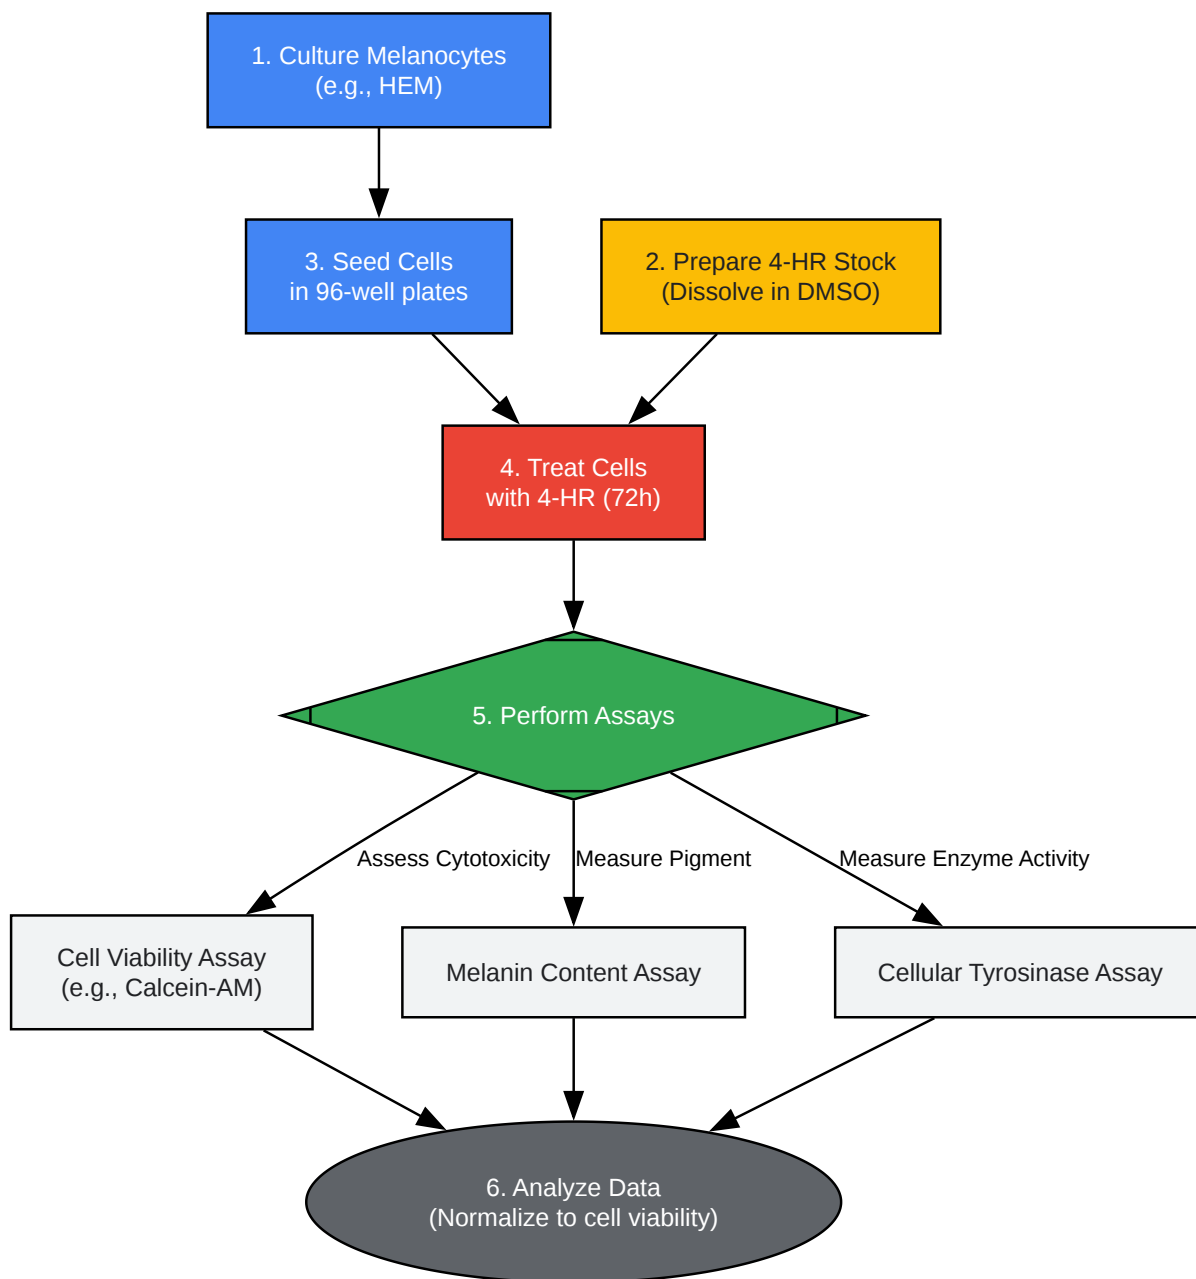 1. Culture Melanocytes
(e.g., HEM)
3. Seed Cells
in 96-well plates
2. Prepare 4-HR Stock
(Dissolve in DMSO)
4. Treat Cells
with 4-HR (72h)
5. Perform Assays
Assess Cytotoxicity
Measure Pigment
Measure Enzyme Activity
Cell Viability Assay
(e.g., Calcein-AM)
Melanin Content Assay
Cellular Tyrosinase Assay
6. Analyze Data
(Normalize to cell viability)